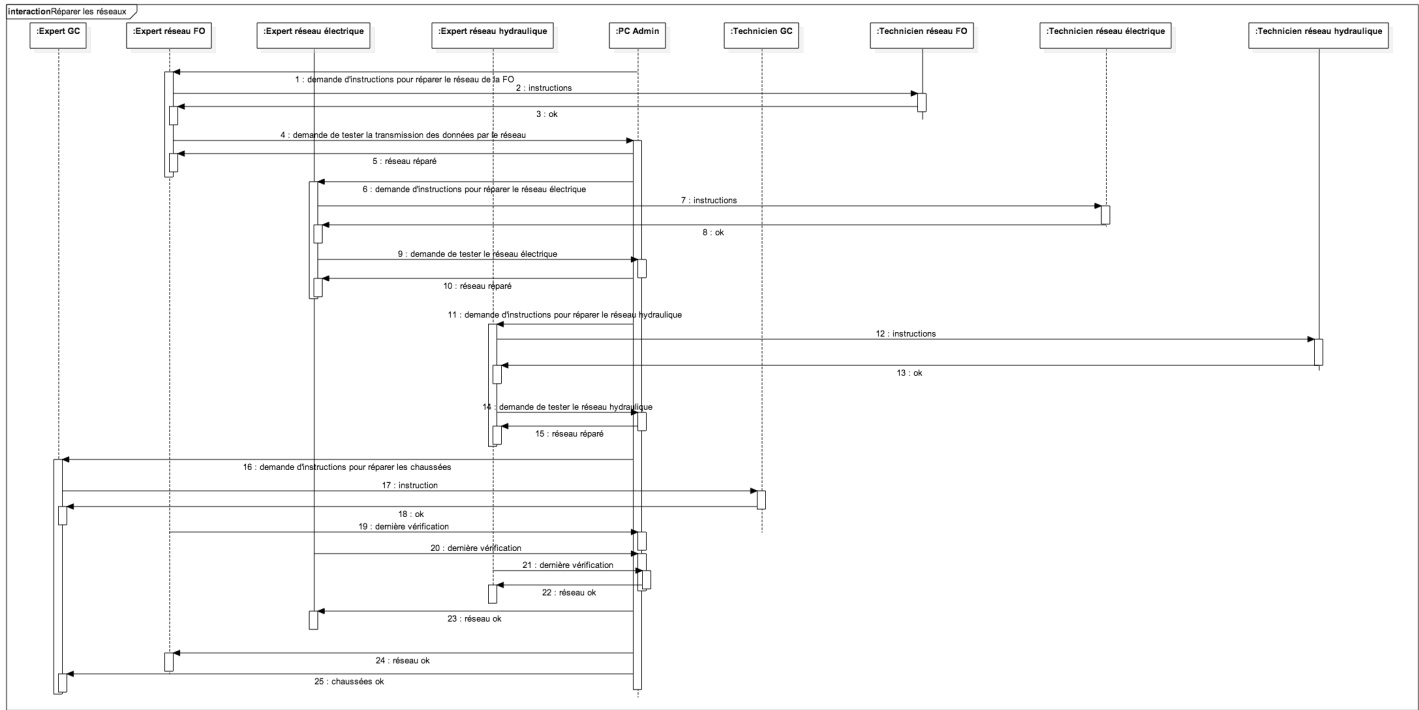 interaction Réparer les réseaux
:Expert GC
:Expert réseau FO
:Expert réseau électrique
:Expert réseau hydraulique
:PC Admin
:Technicien GC
:Technicien réseau FO
:Technicien réseau électrique
:Technicien réseau hydraulique
1 : demande d'instructions pour réparer le réseau de la FO
2 : instructions
3 : ok
4 : demande de tester la transmission des données par le réseau
5 : réseau réparé
6 : demande d'instructions pour réparer le réseau électrique
7 : instructions
8 : ok
9 : demande de tester le réseau électrique
10 : réseau réparé
11 : demande d'instructions pour réparer le réseau hydraulique
12 : instructions
13 : ok
14 : demande de tester le réseau hydraulique
15 : réseau réparé
16 : demande d'instructions pour réparer les chaussées
17 : instruction
18 : ok
19 : dernière vérification
20 : dernière vérification
21 : dernière vérification
22 : réseau ok
23 : réseau ok
24 : réseau ok
25 : chaussées ok